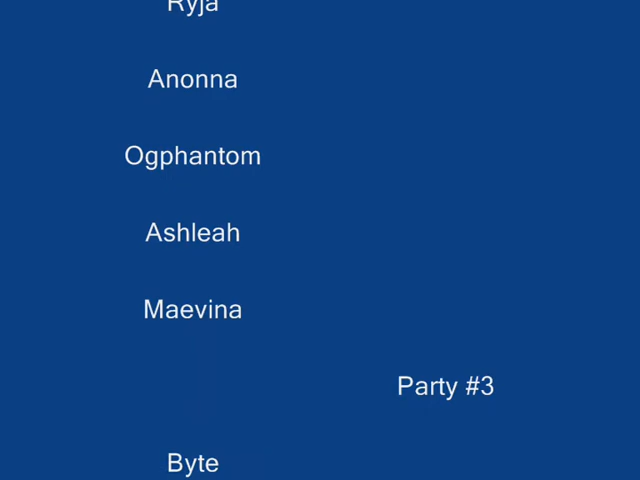 Ryja
Anonna
Ogphantom
Ashleah
Maevina
Party #3
Byte